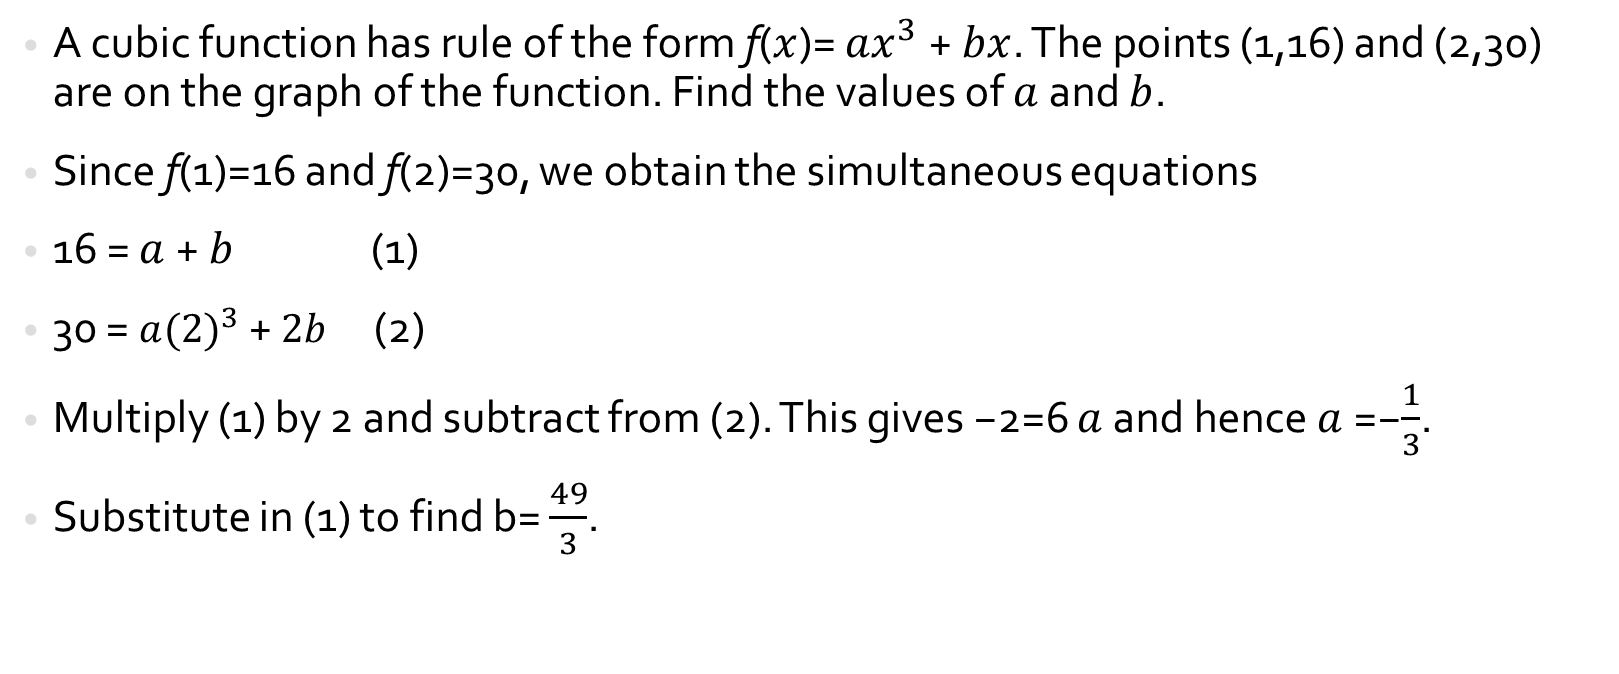 • A cubic function has rule of the form f(x)= ax³ + bx. The points (1,16) and (2,30)
are on the graph of the function. Find the values of a and b.
• Since f(1)=16 and f(2)=30, we obtain the simultaneous equations
• 16 = a + b (1)
• 30 = a(2)³ + 2b (2)
• Multiply (1) by 2 and subtract from (2). This gives −2=6 a and hence a =−1/3.
• Substitute in (1) to find b= 49/3.